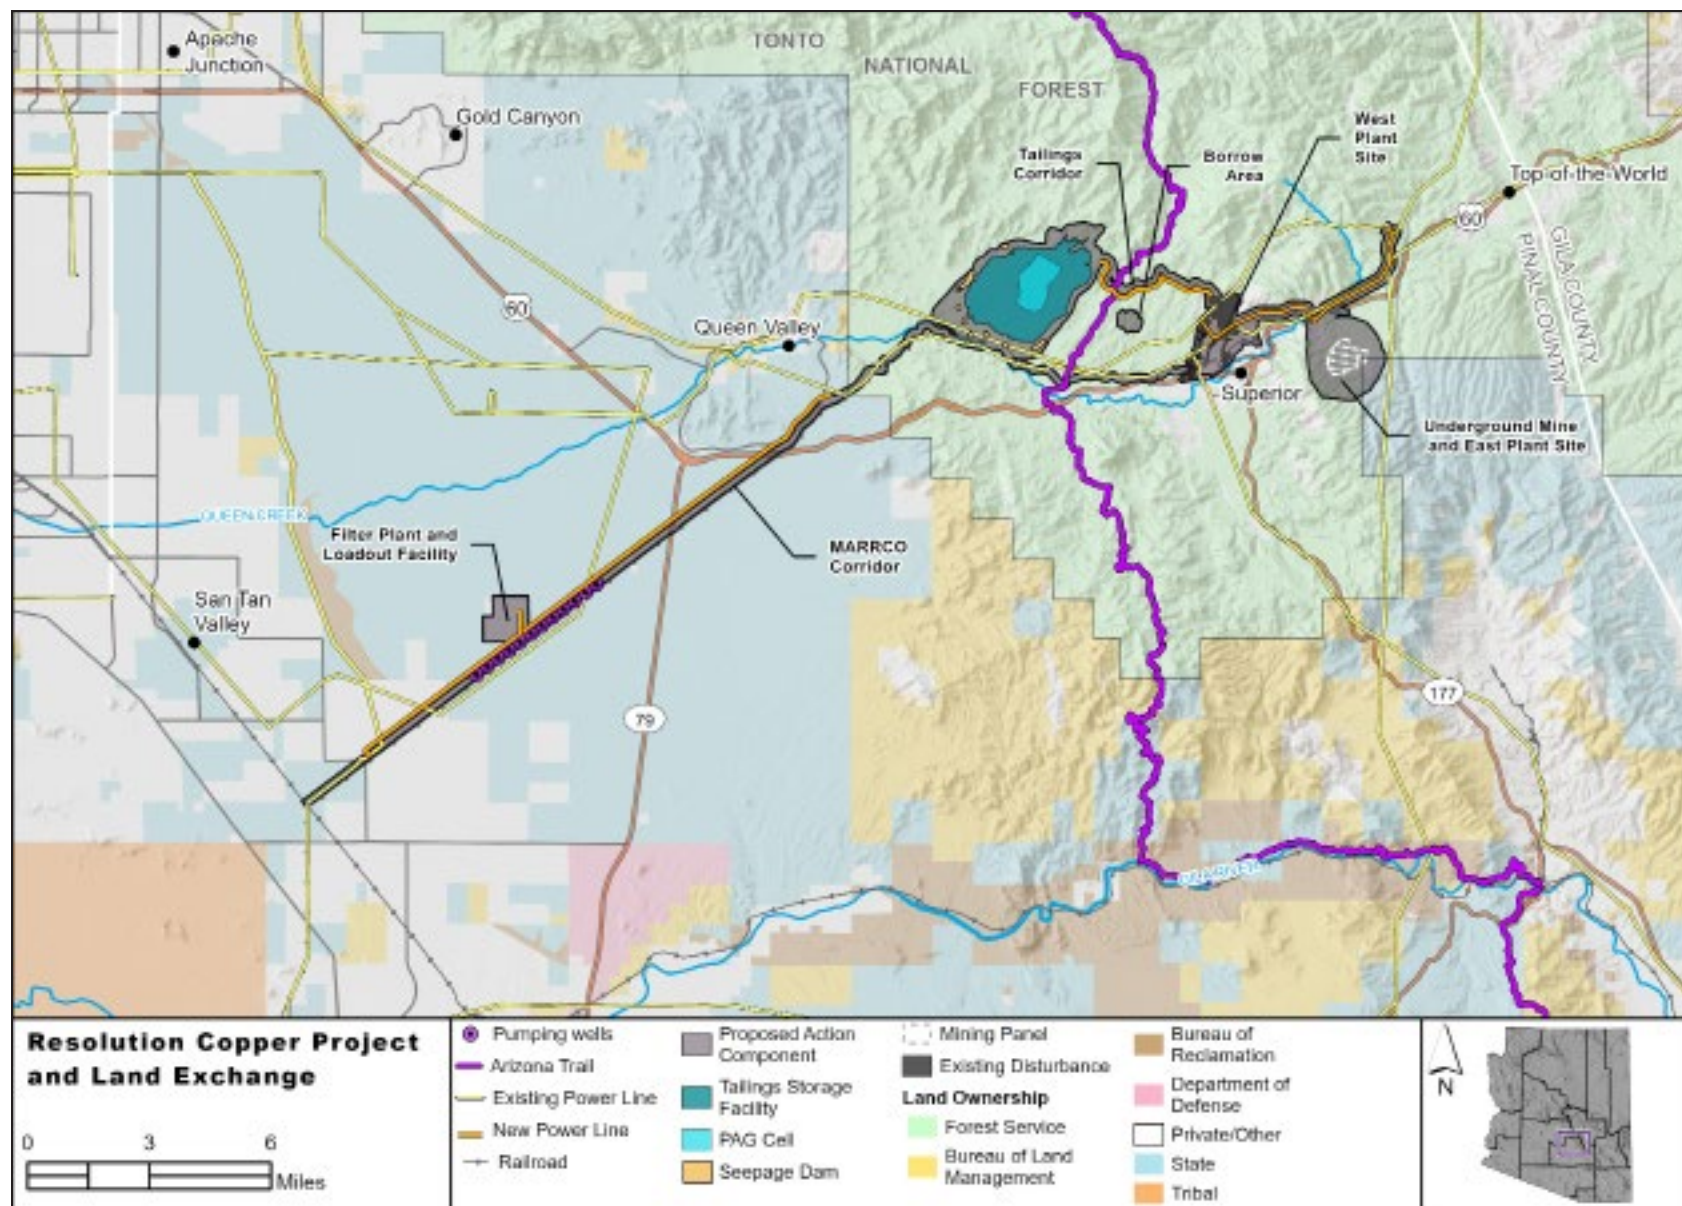 Apache
Junction
TONTO
NATIONAL
FOREST
Gold Canyon
West
Plant
Site
Tailings
Corridor
Borrow
Area
Top-of-the-World
60
GILA COUNTY
PINAL COUNTY
60
Queen Valley
Superior
Underground Mine
and East Plant Site
QUEEN CREEK
Filter Plant and
Loadout Facility
MARRCO
Corridor
San Tan
Valley
177
79
Resolution Copper Project
and Land Exchange
0 3 6
Miles
Pumping wells
Arizona Trail
Existing Power Line
New Power Line
Railroad
Proposed Action
Component
Tailings Storage
Facility
PAG Cell
Seepage Dam
Mining Panel
Existing Disturbance
Land Ownership
Forest Service
Bureau of Land
Management
Bureau of
Reclamation
Department of
Defense
Private/Other
State
Tribal
N